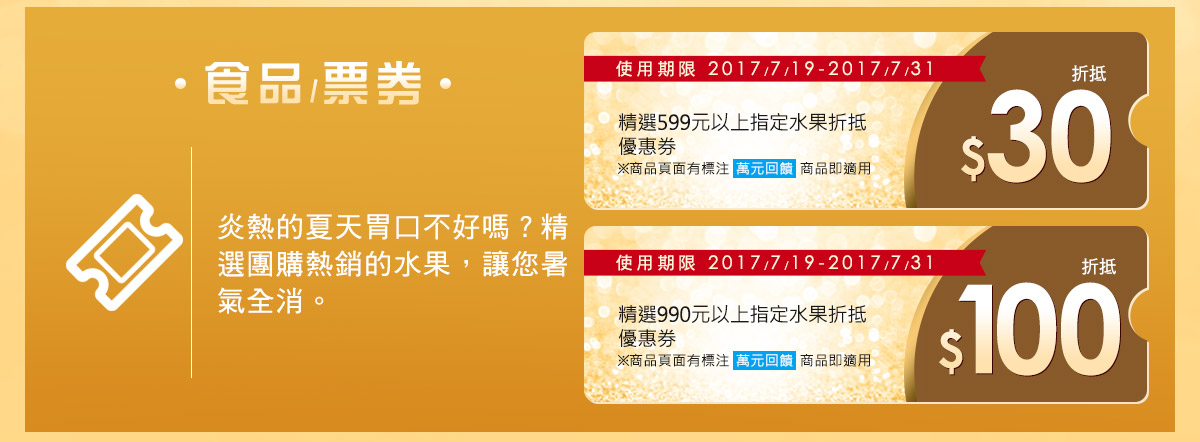 •食品/票券•
炎熱的夏天胃口不好嗎？精
選團購熱銷的水果，讓您暑
氣全消。
使用期限 2017/7/19-2017/7/31
精選599元以上指定水果折抵
優惠券
※商品頁面有標注 萬元回饋 商品即適用
折抵
$30
使用期限 2017/7/19-2017/7/31
精選990元以上指定水果折抵
優惠券
※商品頁面有標注 萬元回饋 商品即適用
折抵
$100